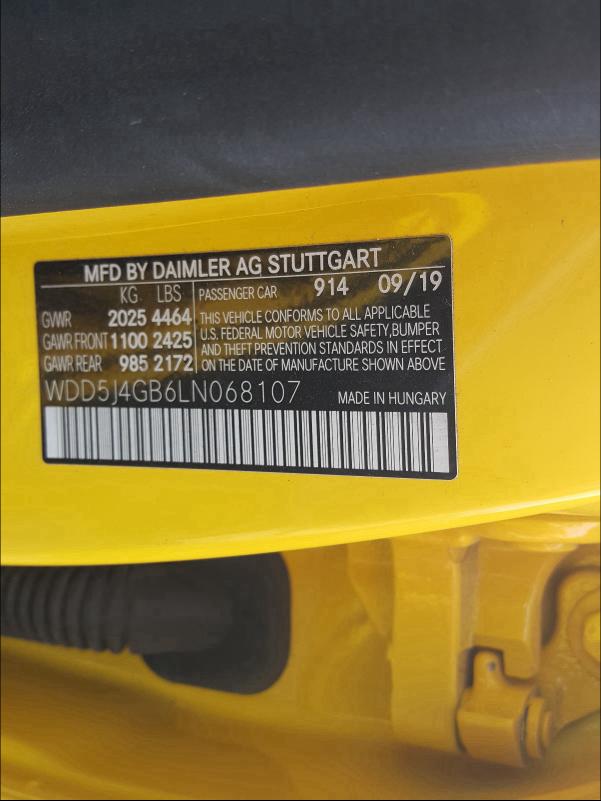 MFD BY DAIMLER AG STUTTGART
KG LBS
GVWR 2025 4464
GAWR FRONT 1100 2425
GAWR REAR 985 2172
PASSENGER CAR 914 09/19
THIS VEHICLE CONFORMS TO ALL APPLICABLE
U.S. FEDERAL MOTOR VEHICLE SAFETY,BUMPER
AND THEFT PREVENTION STANDARDS IN EFFECT
ON THE DATE OF MANUFACTURE SHOWN ABOVE
WDD5J4GB6LN068107
MADE IN HUNGARY